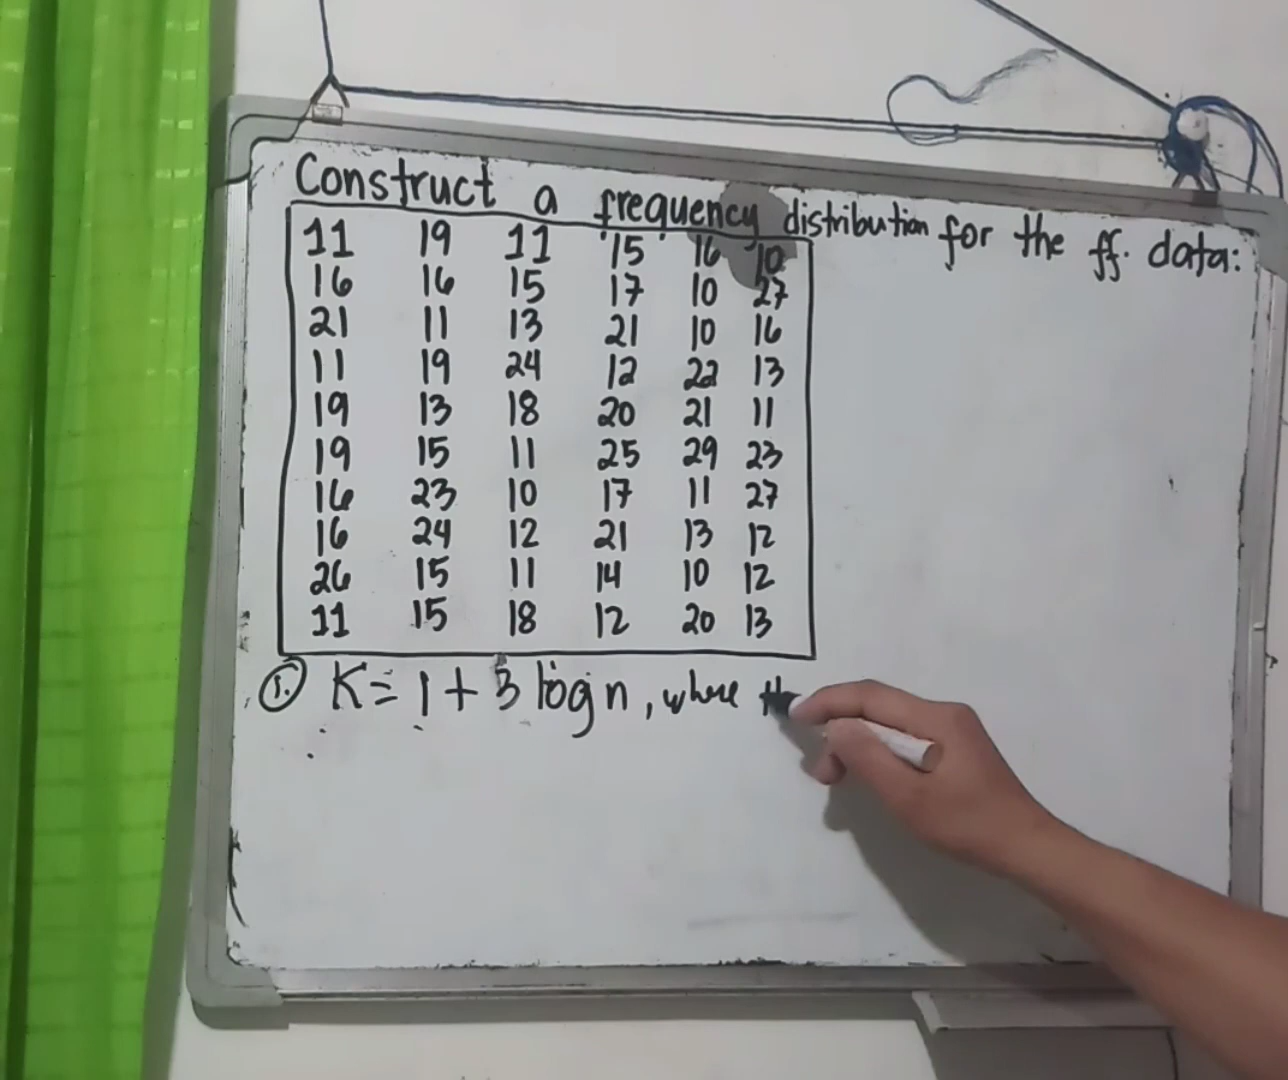 Construct a frequency distribution for the ff. data:
11 19 11 15 16 10
16 16 15 17 10 27
21 11 13 21 10 16
11 19 24 12 22 13
19 13 18 20 21 11
19 15 11 25 29 23
16 23 10 17 11 27
16 24 12 21 13 12
26 15 11 14 10 12
11 15 18 12 20 13
1. K = 1 + 3 log n, where